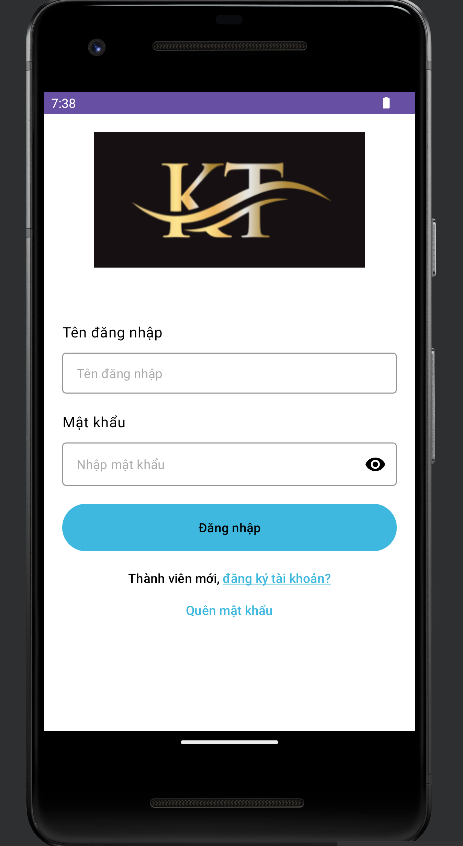 7:38
KT
Tên đăng nhập
Tên đăng nhập
Mật khẩu
Nhập mật khẩu
Đăng nhập
Thành viên mới, đăng ký tài khoản?
Quên mật khẩu